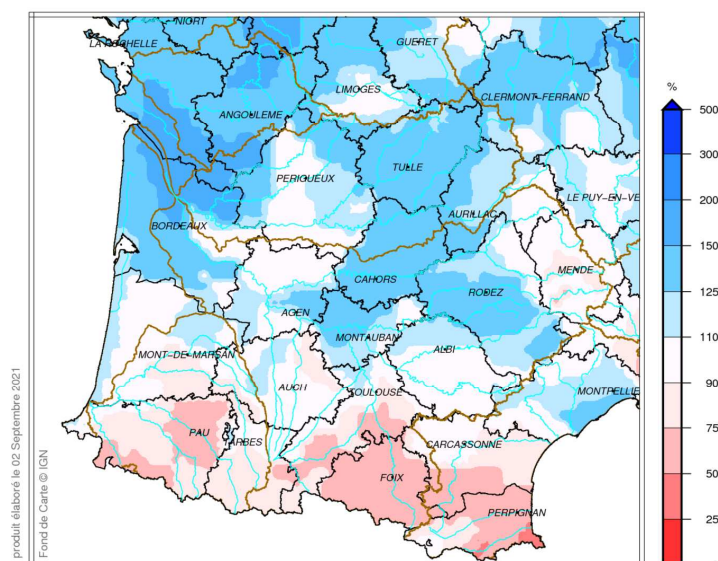 NIORT
LA ROCHELLE
GUERET
LIMOGES
CLERMONT-FERRAND
ANGOULEME
PERIGUEUX
TULLE
LE PUY-EN-VE
AURILLAC
BORDEAUX
MENDE
CAHORS
RODEZ
AGEN
MONTAUBAN
ALBI
MONT-DE-MARSAN
AUCH
TOULOUSE
MONTPELLIE
PAU
TARBES
CARCASSONNE
FOIX
PERPIGNAN
%
500
300
200
150
125
110
90
75
50
25
produit élaboré le 02 Septembre 2021
Fond de Carte © IGN